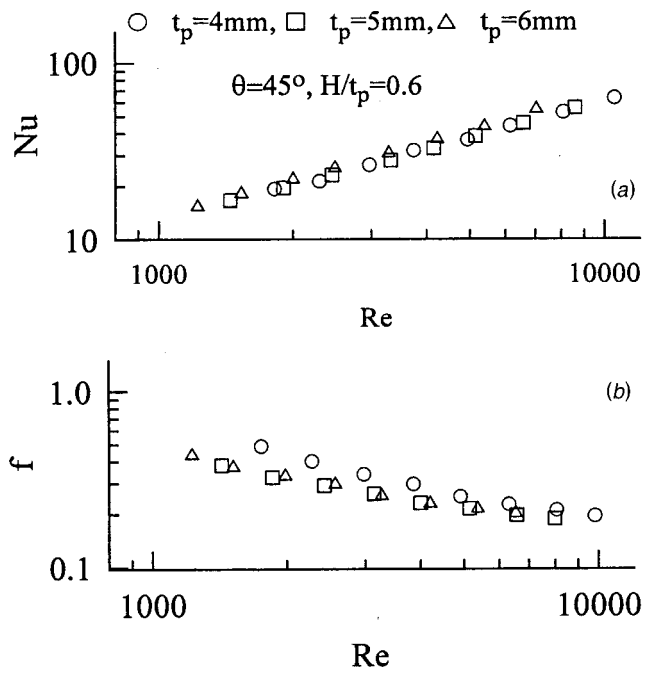 ○ t_p=4mm, □ t_p=5mm, △ t_p=6mm
100
θ=45°, H/t_p=0.6
Nu
(a)
10
1000 10000
Re
1.0
(b)
f
0.1
1000 10000
Re